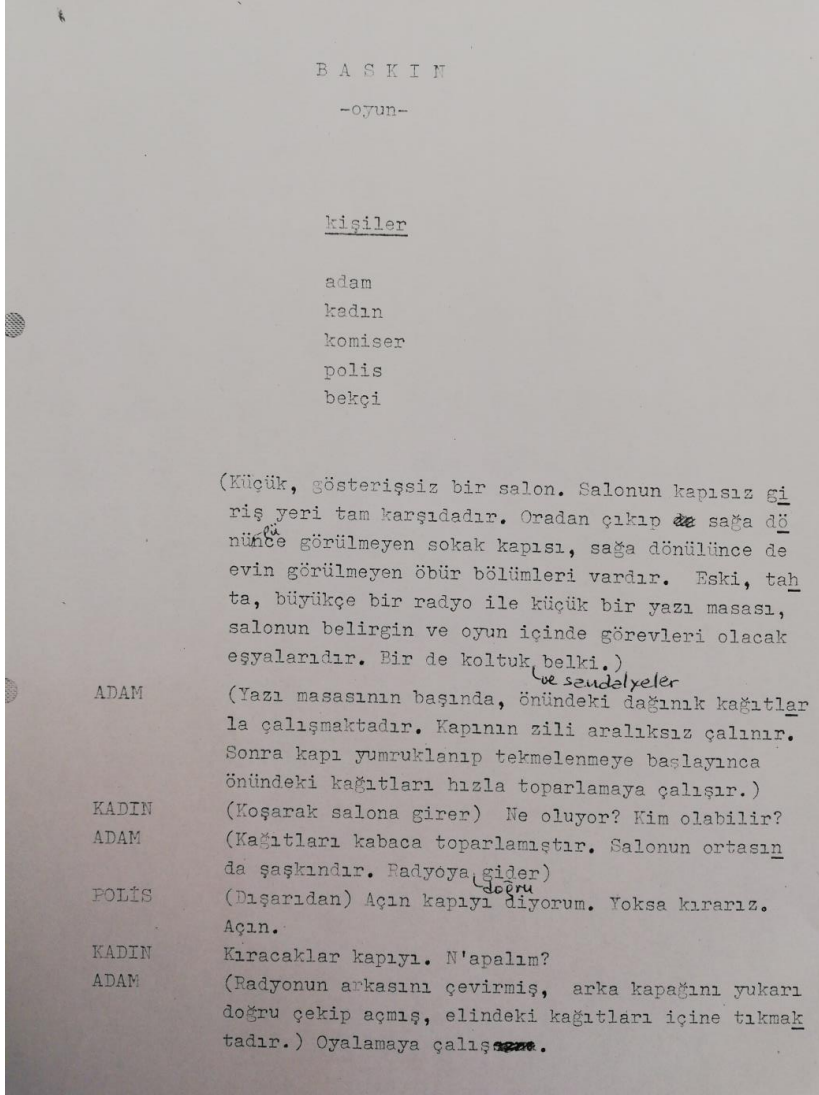 B A S K I N
-oyun-
kişiler
adam
kadın
komiser
polis
bekçi
(Küçük, gösterişsiz bir salon. Salonun kapısız gi
riş yeri tam karşıdadır. Oradan çıkıp sağa dö
nülünce görülmeyen sokak kapısı, sağa dönülünce de
evin görülmeyen öbür bölümleri vardır. Eski, tah
ta, büyükçe bir radyo ile küçük bir yazı masası,
salonun belirgin ve oyun içinde görevleri olacak
eşyalarıdır. Bir de koltuk ve sandalyeler belki.)
ADAM (Yazı masasının başında, önündeki dağınık kağıtlar
la çalışmaktadır. Kapının zili aralıksız çalınır.
Sonra kapı yumruklanıp tekmelenmeye başlayınca
önündeki kağıtları hızla toparlamaya çalışır.)
KADIN (Koşarak salona girer) Ne oluyor? Kim olabilir?
ADAM (Kağıtları kabaca toparlamıştır. Salonun ortasın
da şaşkındır. Radyoya doğru gider)
POLİS (Dışarıdan) Açın kapıyı diyorum. Yoksa kırarız.
Açın.
KADIN Kıracaklar kapıyı. N'apalım?
ADAM (Radyonun arkasını çevirmiş, arka kapağını yukarı
doğru çekip açmış, elindeki kağıtları içine tıkmak
tadır.) Oyalamaya çalış.